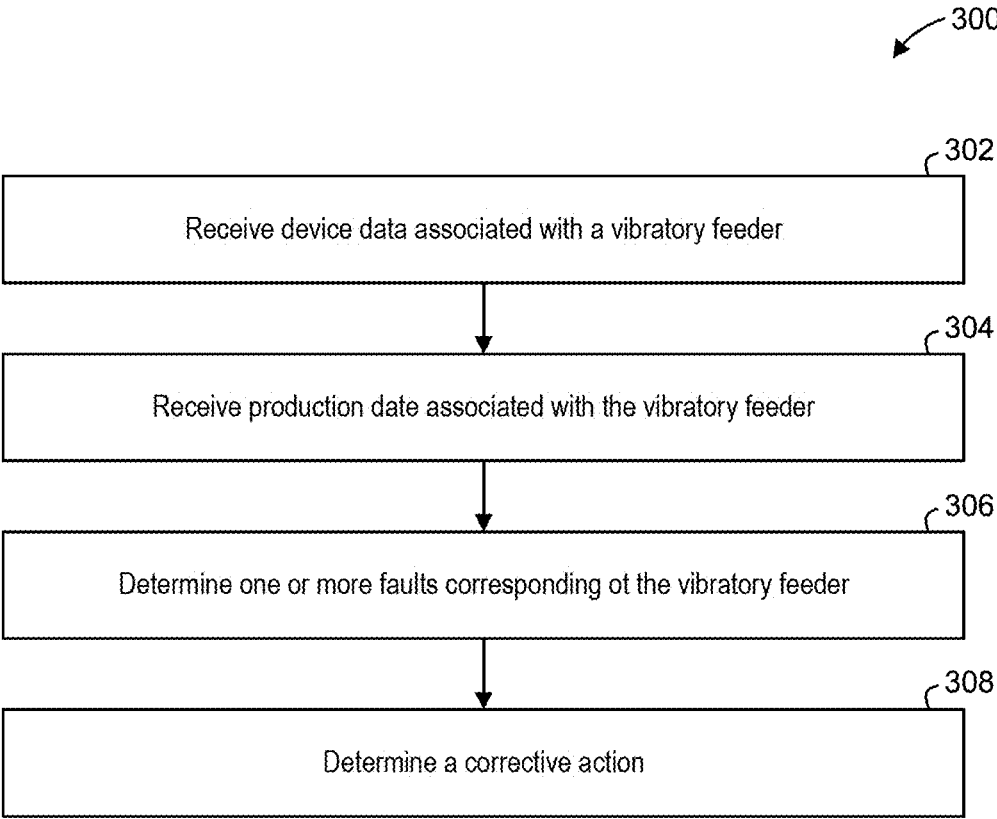 300
302
Receive device data associated with a vibratory feeder
304
Receive production date associated with the vibratory feeder
306
Determine one or more faults corresponding ot the vibratory feeder
308
Determine a corrective action